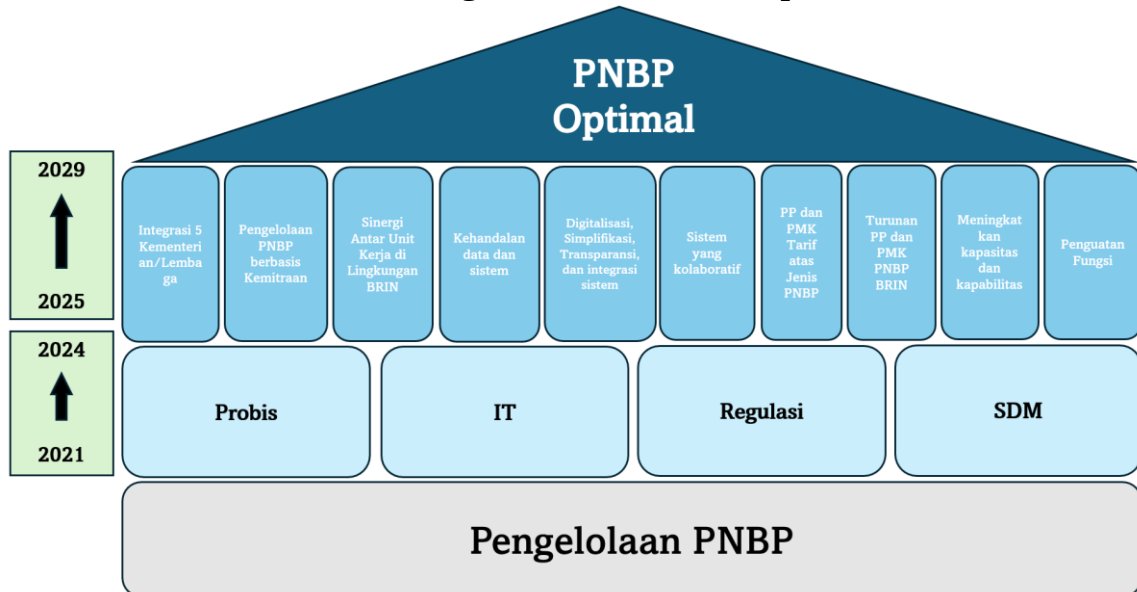 PNBP
Optimal
2029
2025
Integrasi 5
Kementeri
an/Lemba
ga
Pengelolaan
PNBP
berbasis
Kemitraan
Sinergi
Antar Unit
Kerja di
Lingkungan
BRIN
Kehandalan
data dan
sistem
Digitalisasi,
Simplifikasi,
Transparansi,
dan integrasi
sistem
Sistem
yang
kolaboratif
PP dan
PMK
Tarif
atas
Jenis
PNBP
Turunan
PP dan
PMK
PNBP
BRIN
Meningkat
kan
kapasitas
dan
kapabilitas
Penguatan
Fungsi
2024
2021
Probis
IT
Regulasi
SDM
Pengelolaan PNBP